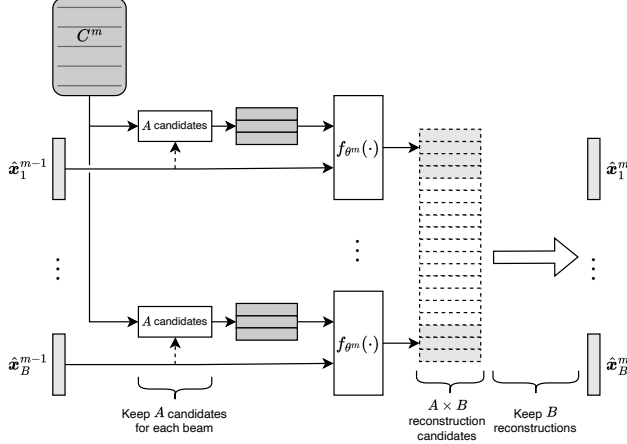 C^m
A candidates
f_{θ^m}(·)
x̂_1^{m−1}
x̂_1^m
⋮
⋮
⋮
A candidates
f_{θ^m}(·)
x̂_B^{m−1}
x̂_B^m
Keep A candidates
for each beam
A × B
reconstruction
candidates
Keep B
reconstructions